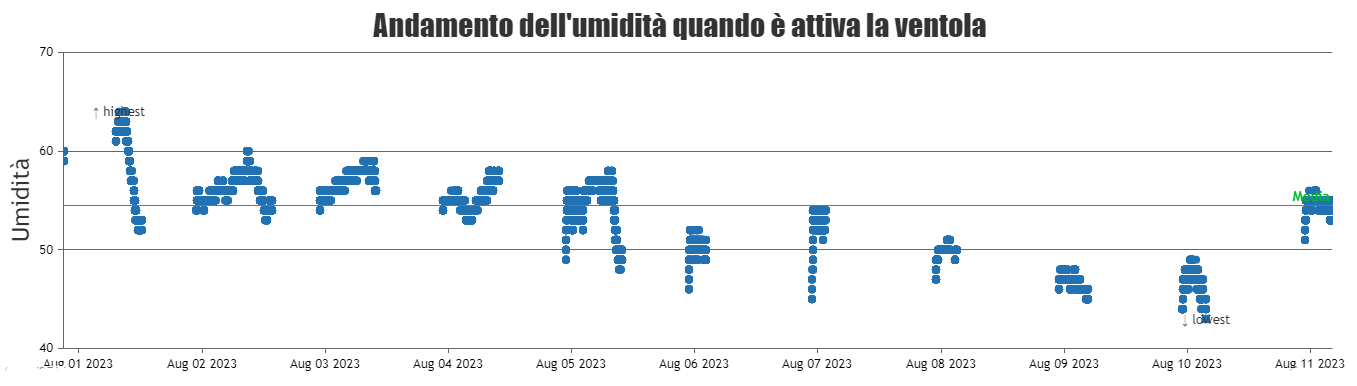 Andamento dell'umidità quando è attiva la ventola
70
↑ highest
60
Umidità
Media
50
↓ lowest
40
Aug 01 2023 Aug 02 2023 Aug 03 2023 Aug 04 2023 Aug 05 2023 Aug 06 2023 Aug 07 2023 Aug 08 2023 Aug 09 2023 Aug 10 2023 Aug 11 2023